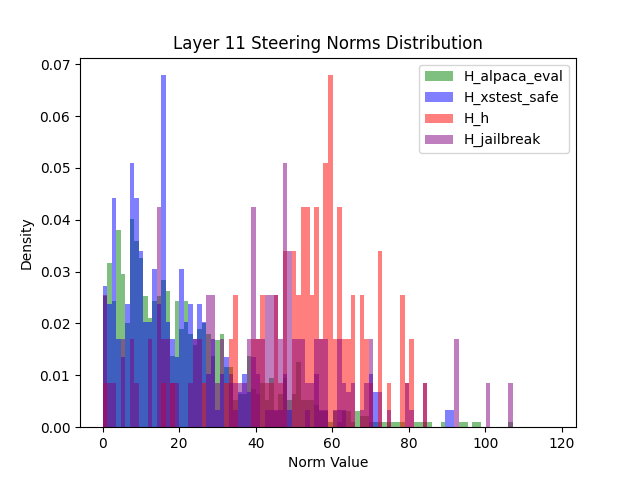 Layer 11 Steering Norms Distribution
H_alpaca_eval
H_xstest_safe
H_h
H_jailbreak
0.07
0.06
0.05
0.04
0.03
0.02
0.01
0.00
Density
0 20 40 60 80 100 120
Norm Value